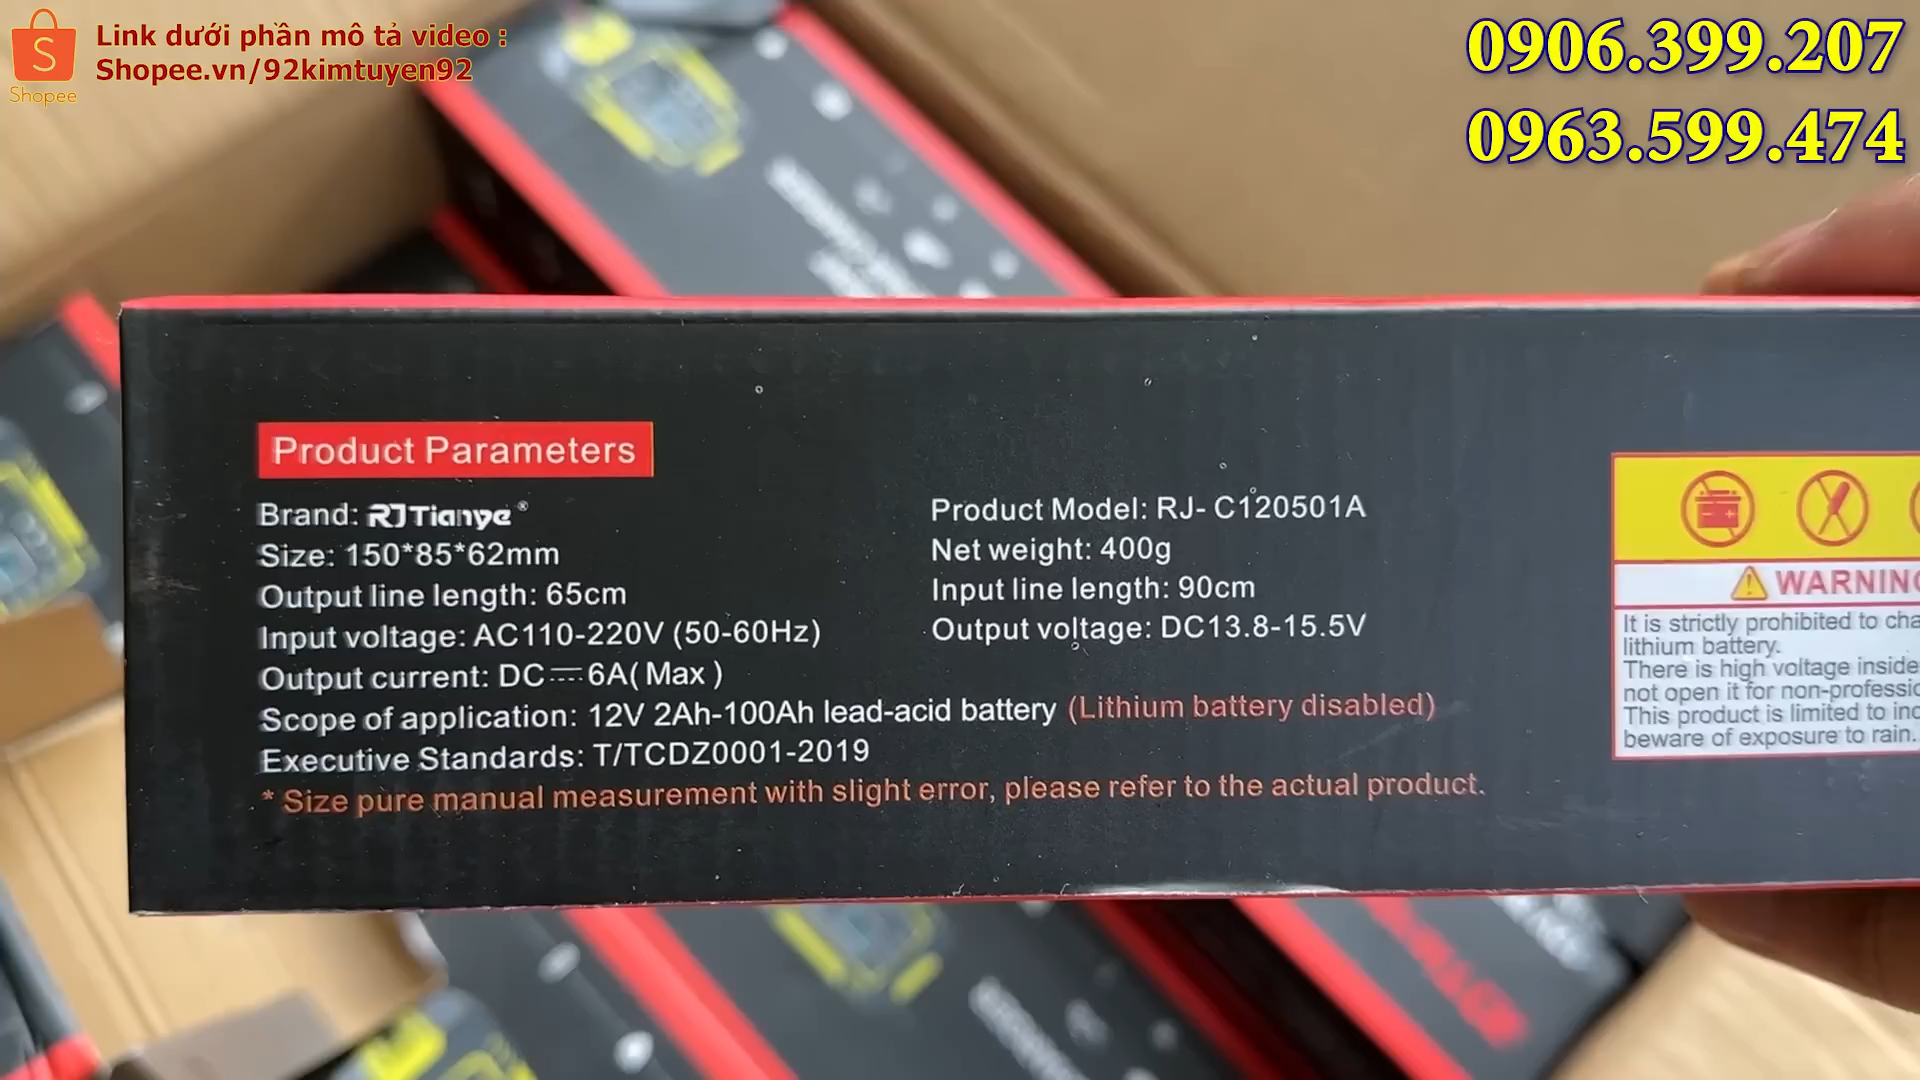 Link dưới phần mô tả video :
Shopee.vn/92kimtuyen92
Shopee
0906.399.207
0963.599.474
Product Parameters
Brand: RJTianye®
Size: 150*85*62mm
Output line length: 65cm
Input voltage: AC110-220V (50-60Hz)
Output current: DC⎓6A( Max )
Product Model: RJ- C120501A
Net weight: 400g
Input line length: 90cm
Output voltage: DC13.8-15.5V
Scope of application: 12V 2Ah-100Ah lead-acid battery (Lithium battery disabled)
Executive Standards: T/TCDZ0001-2019
* Size pure manual measurement with slight error, please refer to the actual product.
WARNING
It is strictly prohibited to
lithium battery.
There is high voltage inside
not open it for
This product is limited to
beware of exposure to rain.